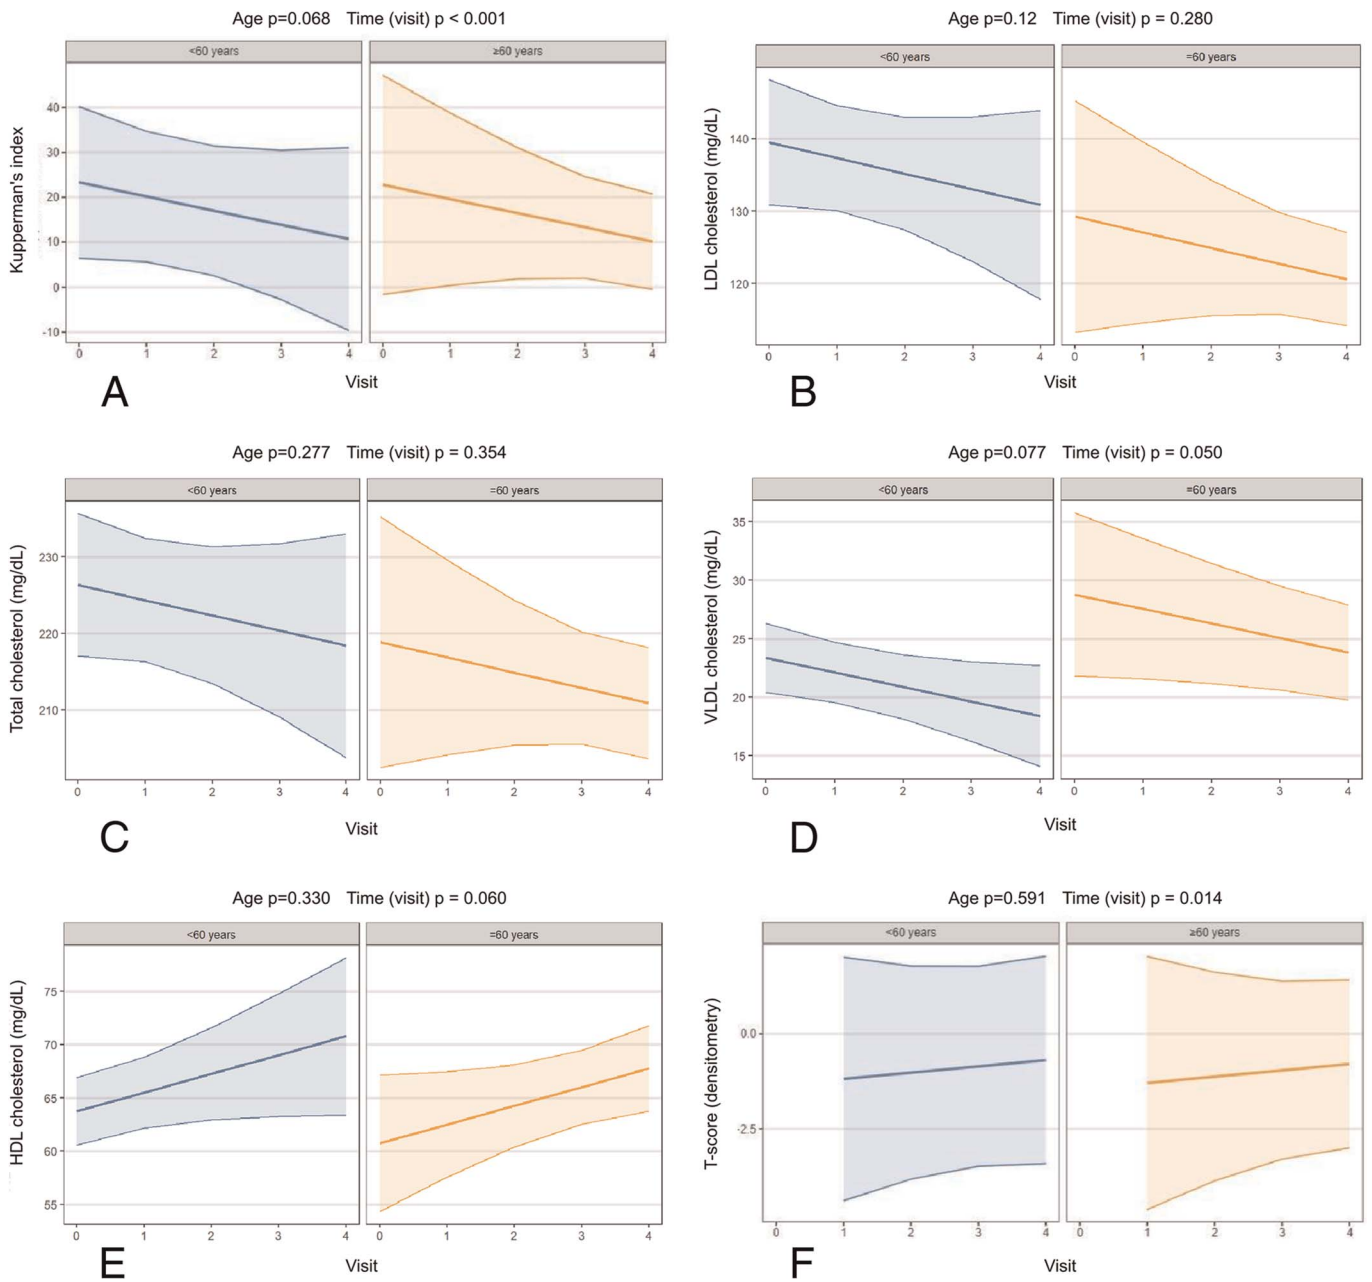 Age p=0.068 Time (visit) p < 0.001
<60 years ≥60 years
Kupperman's index
40
30
20
10
0
-10
0 1 2 3 4 0 1 2 3 4
Visit
A
Age p=0.12 Time (visit) p = 0.280
<60 years =60 years
LDL cholesterol (mg/dL)
140
130
120
0 1 2 3 4 0 1 2 3 4
Visit
B
Age p=0.277 Time (visit) p = 0.354
<60 years =60 years
Total cholesterol (mg/dL)
230
220
210
0 1 2 3 4 0 1 2 3 4
Visit
C
Age p=0.077 Time (visit) p = 0.050
<60 years =60 years
VLDL cholesterol (mg/dL)
35
30
25
20
15
0 1 2 3 4 0 1 2 3 4
Visit
D
Age p=0.330 Time (visit) p = 0.060
<60 years =60 years
HDL cholesterol (mg/dL)
75
70
65
60
55
0 1 2 3 4 0 1 2 3 4
Visit
E
Age p=0.591 Time (visit) p = 0.014
<60 years ≥60 years
T-score (densitometry)
0.0
-2.5
0 1 2 3 4 0 1 2 3 4
Visit
F